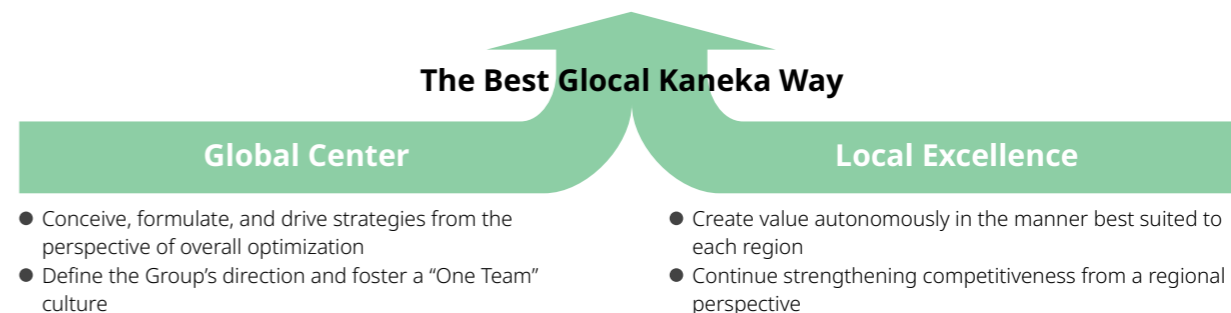 The Best Glocal Kaneka Way
Global Center
● Conceive, formulate, and drive strategies from the
perspective of overall optimization
● Define the Group’s direction and foster a “One Team”
culture
Local Excellence
● Create value autonomously in the manner best suited to
each region
● Continue strengthening competitiveness from a regional
perspective